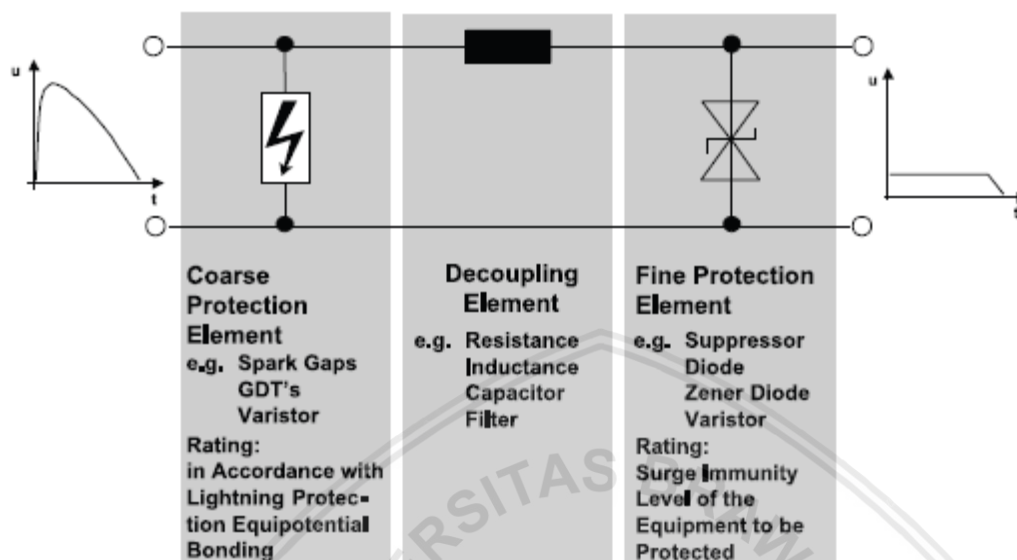 u
t
u
t
Coarse
Protection
Element
e.g. Spark Gaps
GDT's
Varistor
Rating:
in Accordance with
Lightning Protec-
tion Equipotential
Bonding
Decoupling
Element
e.g. Resistance
Inductance
Capacitor
Filter
Fine Protection
Element
e.g. Suppressor
Diode
Zener Diode
Varistor
Rating:
Surge Immunity
Level of the
Equipment to be
Protected